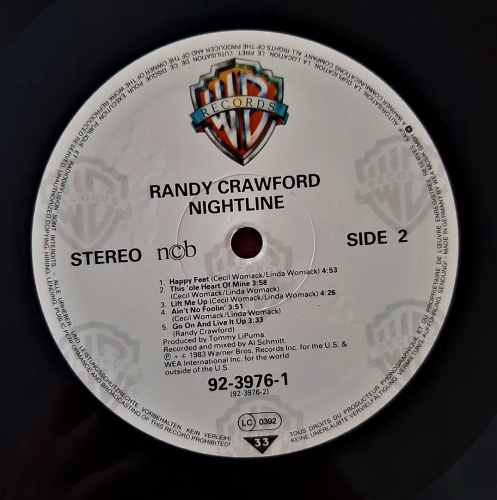 WB
RECORDS
RANDY CRAWFORD
NIGHTLINE
STEREO n©b SIDE 2
1. Happy Feet (Cecil Womack/Linda Womack) 4:53
2. This 'ole Heart Of Mine 3:58
(Cecil Womack/Linda Womack)
3. Lift Me Up (Cecil Womack/Linda Womack) 4:26
4. Ain't No Foolin' 3:51
(Cecil Womack/Linda Womack)
5. Go On And Live It Up 3:33
(Randy Crawford)
Produced by Tommy LiPuma
Recorded and mixed by Al Schmitt.
℗ + © 1983 Warner Bros. Records Inc. for the U.S. &
WEA International Inc. for the world
outside of the U.S.
92-3976-1
(92-3976-2)
LC 0392
33